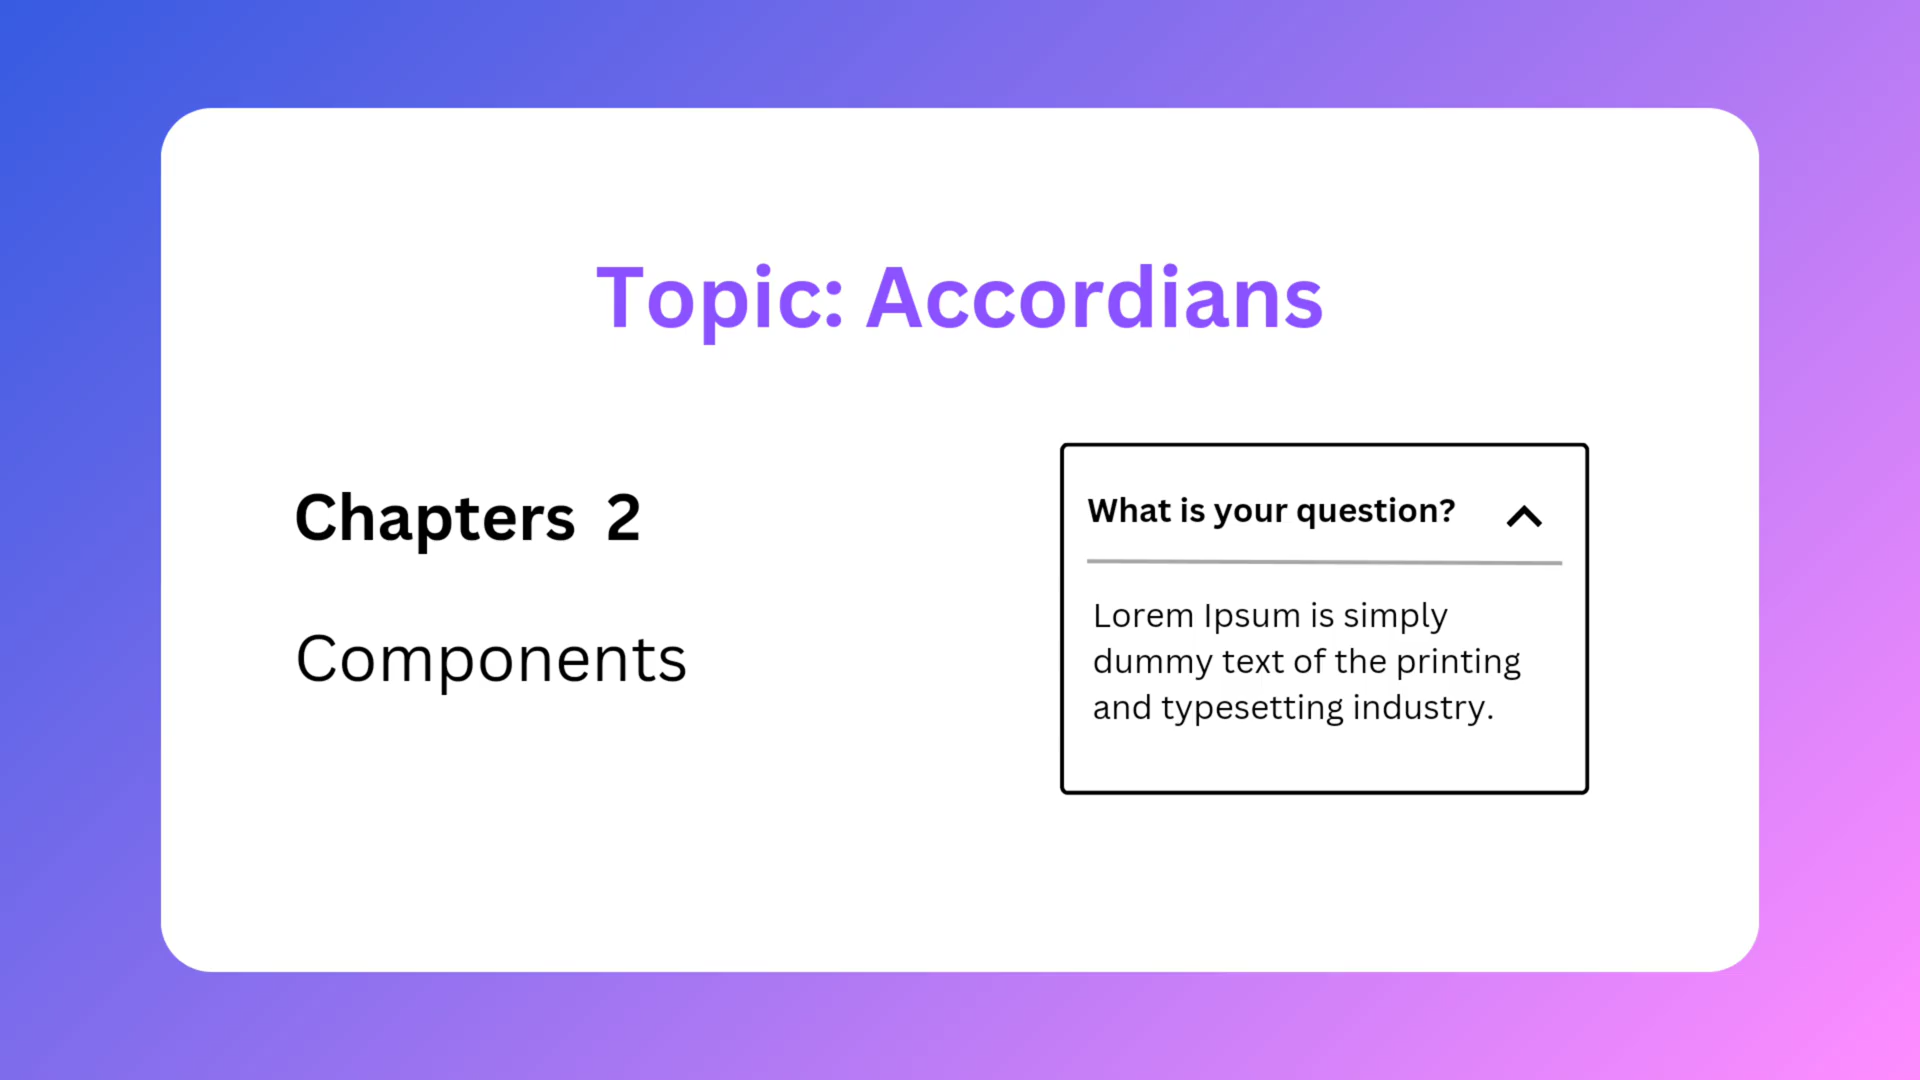 Topic: Accordians
Chapters 2
Components
What is your question?
Lorem Ipsum is simply
dummy text of the printing
and typesetting industry.